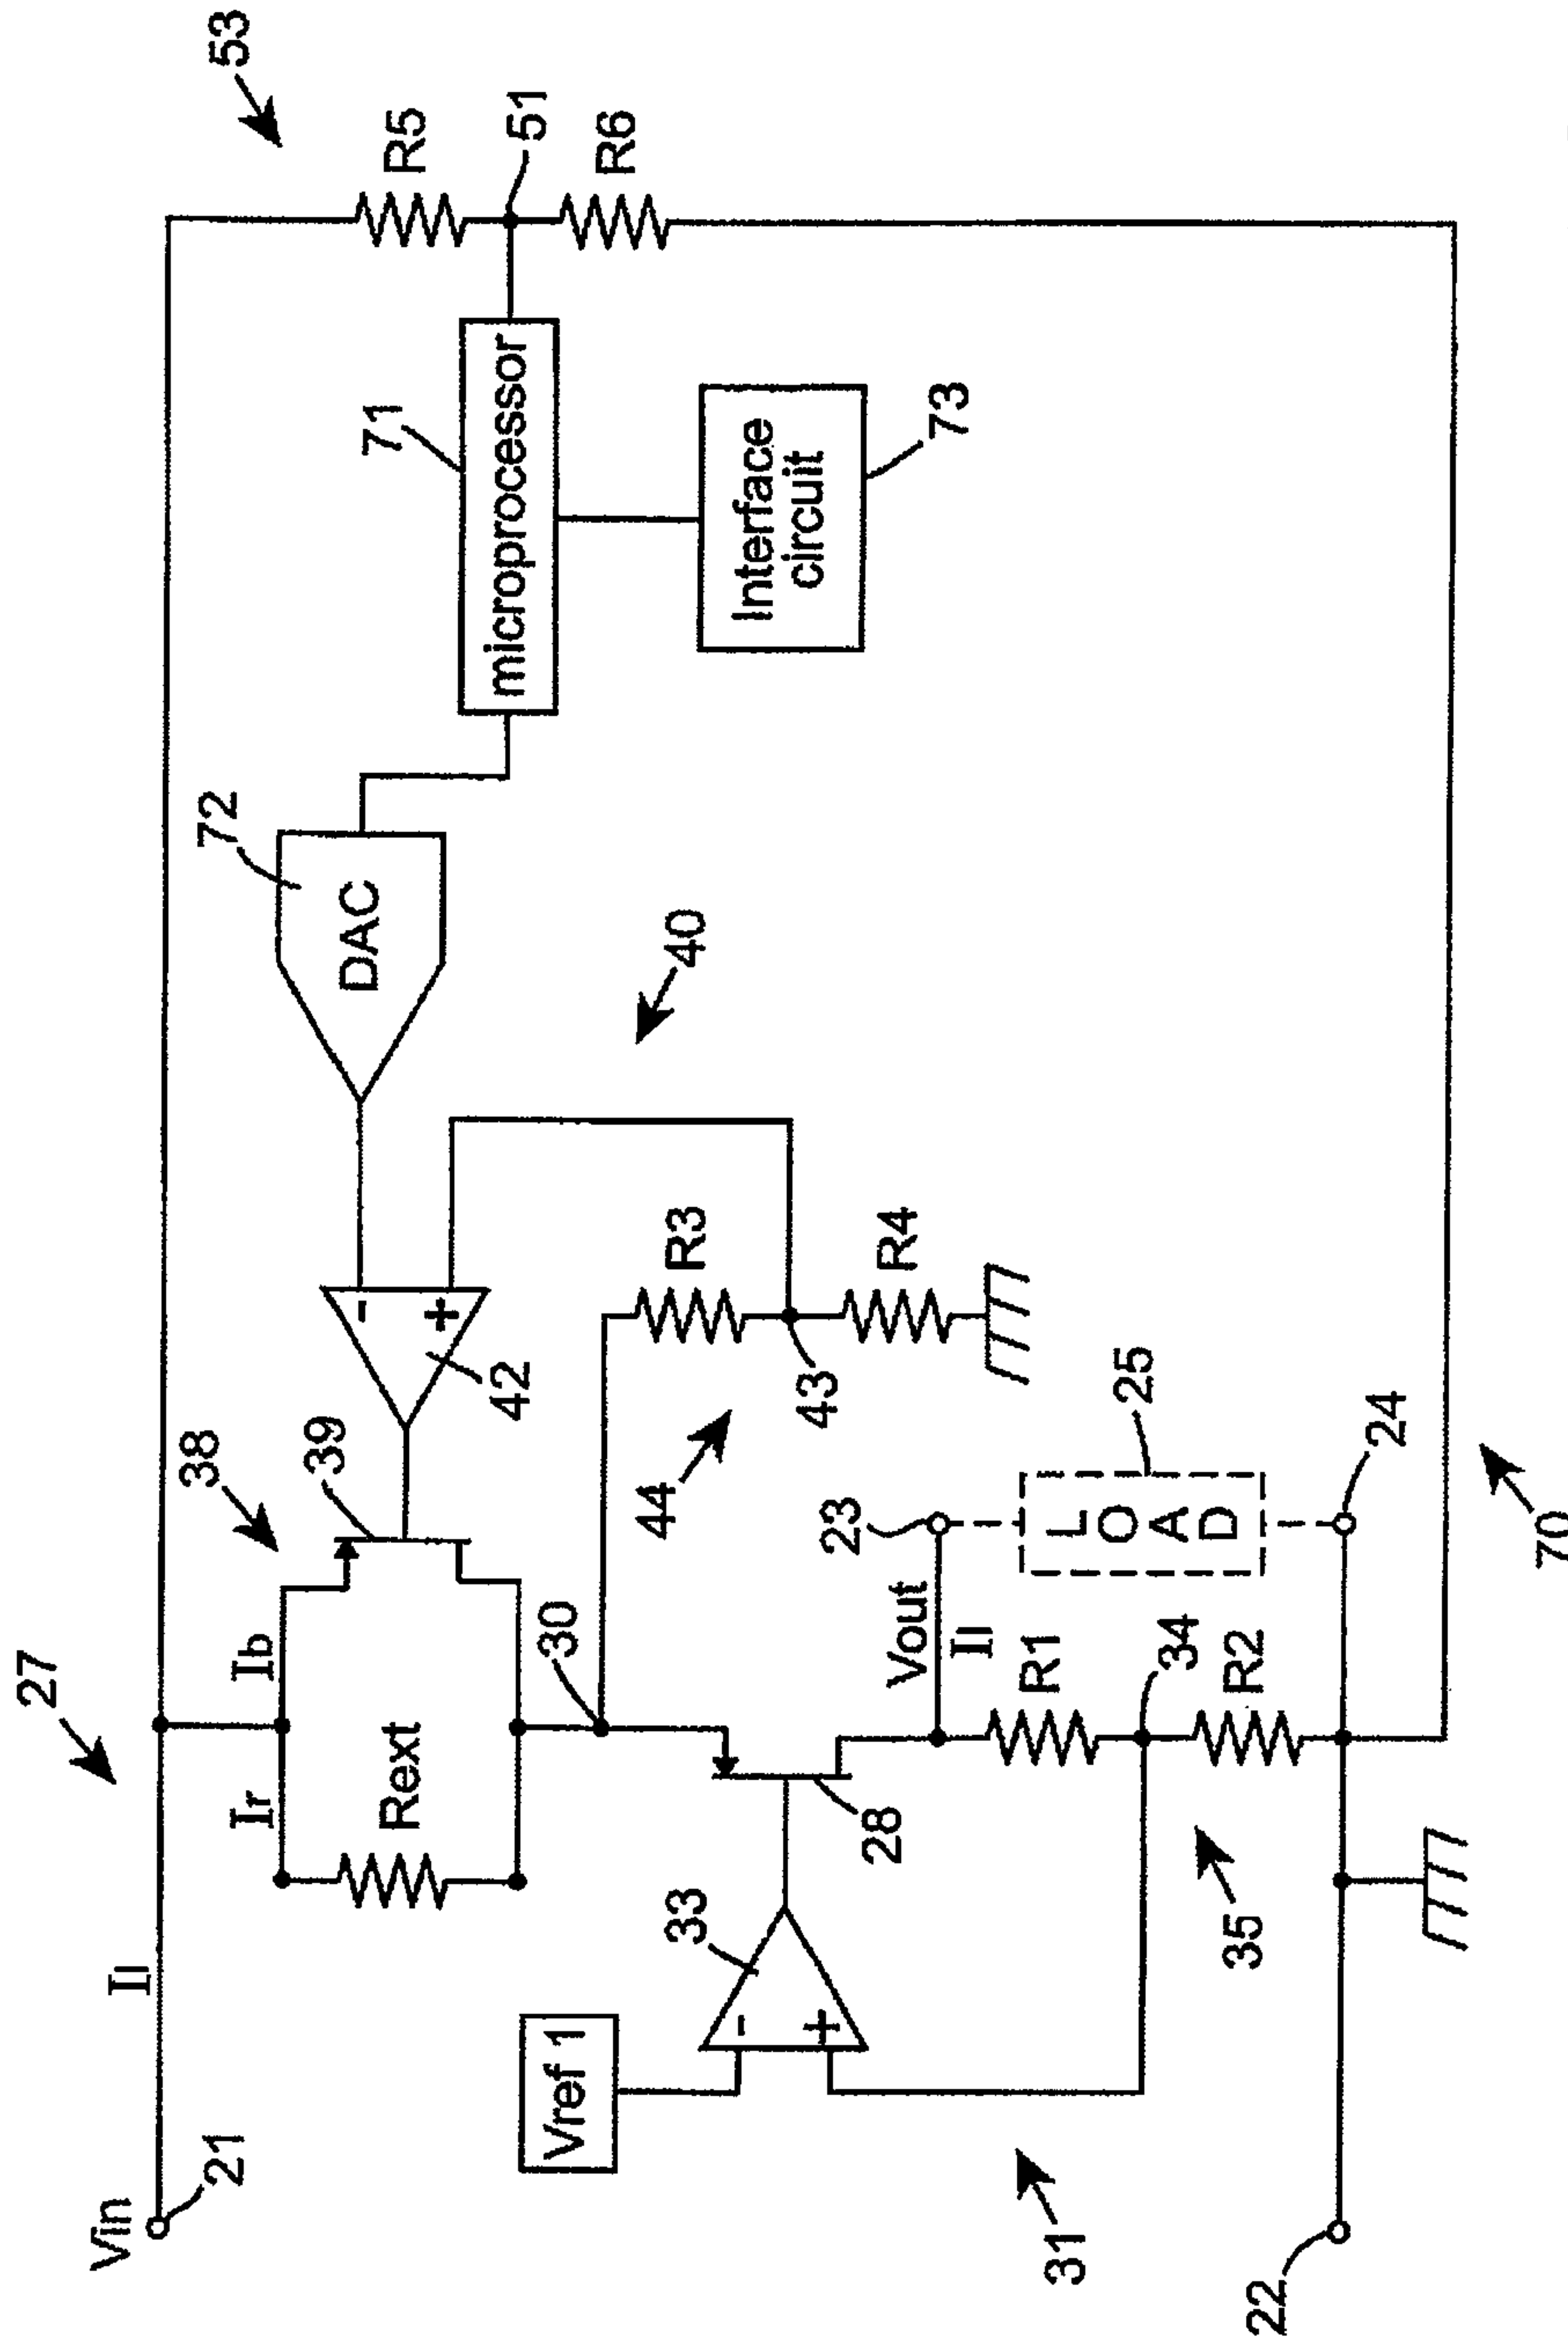 53
27
Vin
21
Il
38
39
Ir
Ib
Rext
30
42
-
+
72
DAC
40
71
microprocessor
R5
51
R6
Interface
circuit
73
R3
43
R4
44
Vref 1
33
-
+
28
Vout
Il
23
R1
34
R2
35
LOAD
25
24
31
22
70